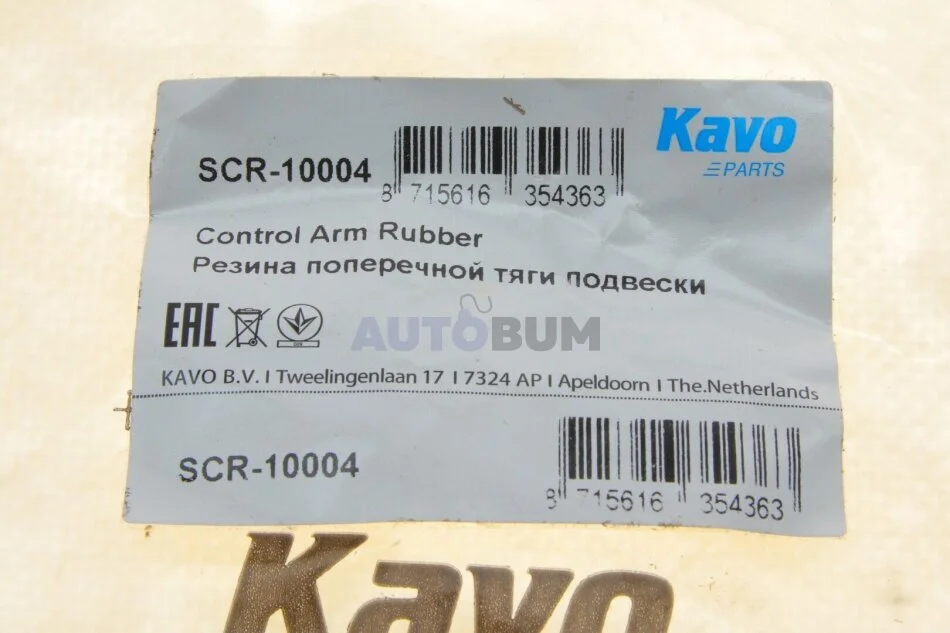 Kavo
PARTS
SCR-10004
8 715616 354363
Control Arm Rubber
Резина поперечной тяги подвески
EAC
AUTOBUM
KAVO B.V. I Tweelingenlaan 17 I 7324 AP I Apeldoorn I The.Netherlands
SCR-10004
8 715616 354363
Kavo